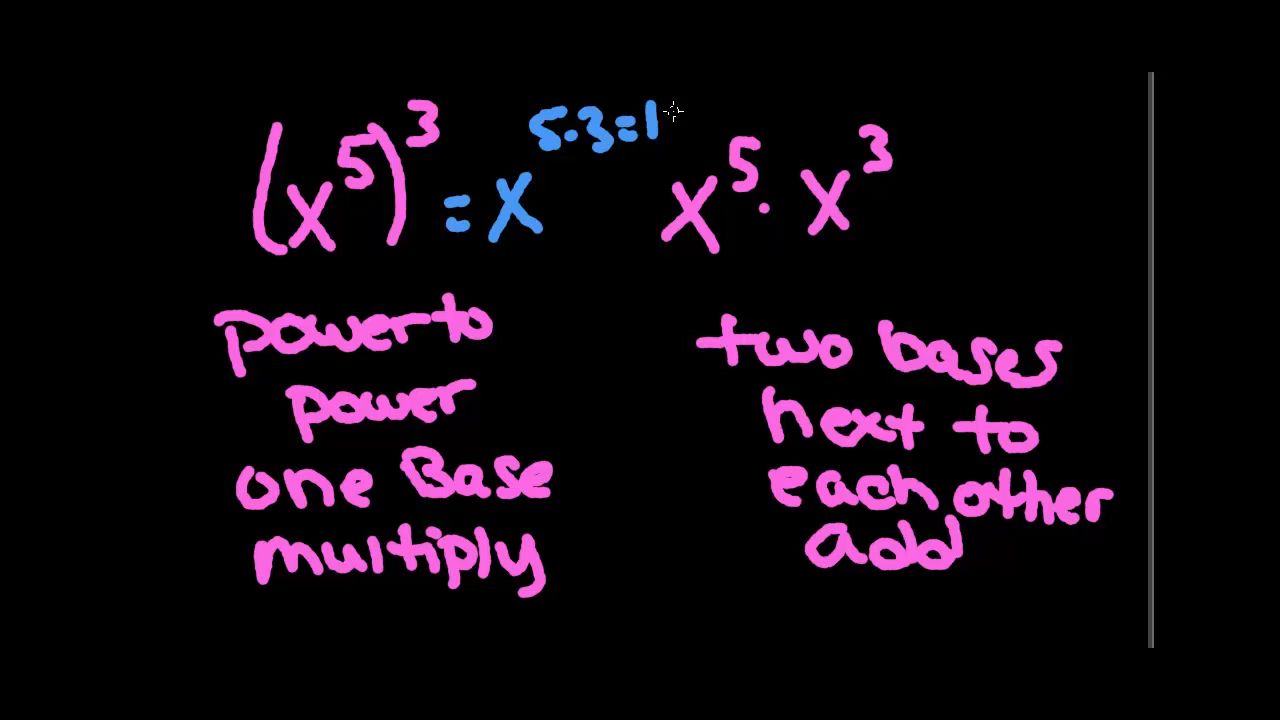 (x⁵)³ = x⁵·³⁼¹
x⁵ · x³
power to
power
one Base
multiply
two bases
next to
each other
add